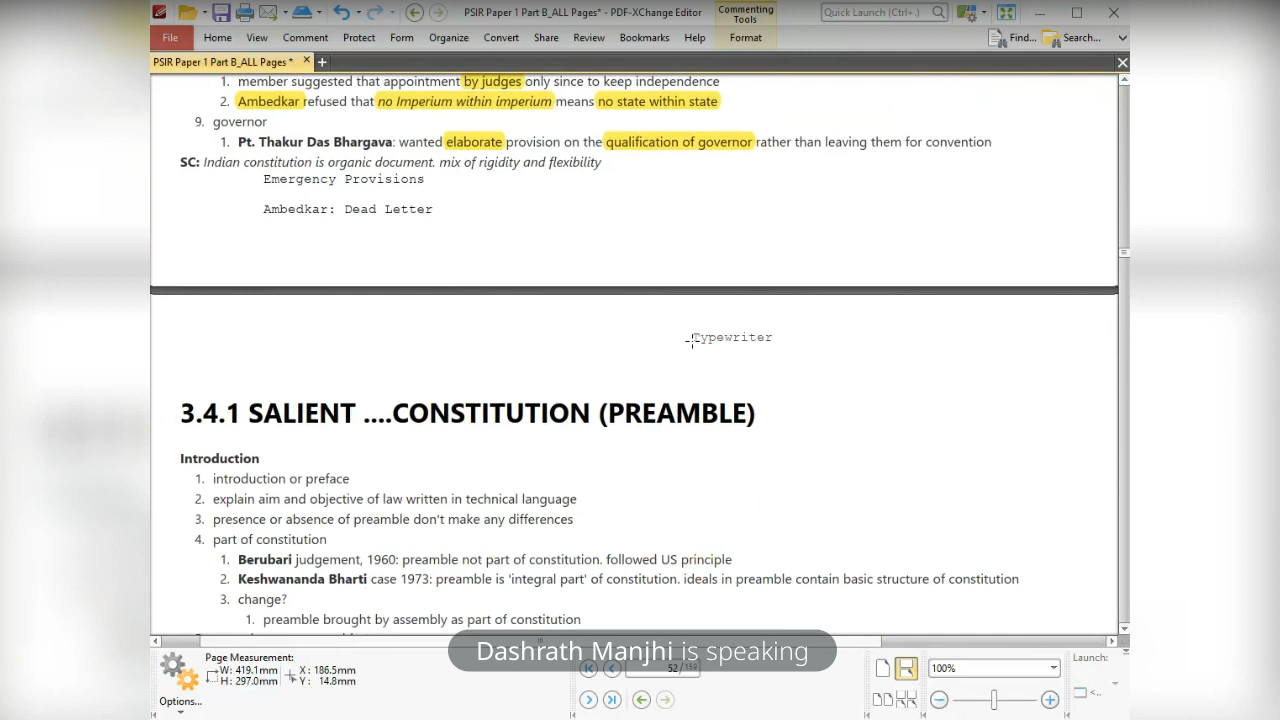 PSIR Paper 1 Part B_ALL Pages* - PDF-XChange Editor
Commenting Tools
Quick Launch (Ctrl+.)
File Home View Comment Protect Form Organize Convert Share Review Bookmarks Help Format Find... Search...
PSIR Paper 1 Part B_ALL Pages *
1. member suggested that appointment by judges only since to keep independence
2. Ambedkar refused that no Imperium within imperium means no state within state
9. governor
1. Pt. Thakur Das Bhargava: wanted elaborate provision on the qualification of governor rather than leaving them for convention
SC: Indian constitution is organic document. mix of rigidity and flexibility
Emergency Provisions
Ambedkar: Dead Letter
Typewriter
3.4.1 SALIENT ....CONSTITUTION (PREAMBLE)
Introduction
1. introduction or preface
2. explain aim and objective of law written in technical language
3. presence or absence of preamble don't make any differences
4. part of constitution
1. Berubari judgement, 1960: preamble not part of constitution. followed US principle
2. Keshwananda Bharti case 1973: preamble is 'integral part' of constitution. ideals in preamble contain basic structure of constitution
3. change?
1. preamble brought by assembly as part of constitution
Dashrath Manjhi is speaking
Page Measurement:
W: 419.1mm X: 186.5mm
H: 297.0mm Y: 14.8mm
Options...
52/159
100%
Launch: